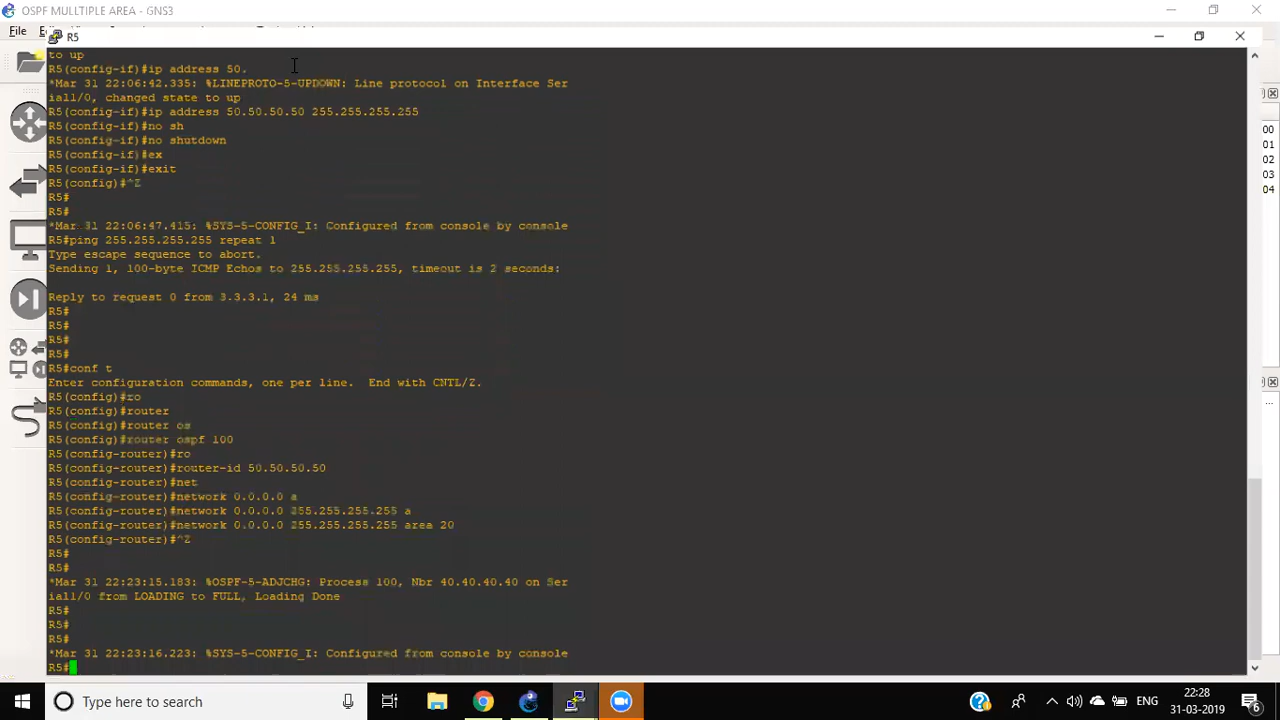 OSPF MULTIPLE AREA - GNS3
File
R5
to up
R5(config-if)#ip address 50.
*Mar 31 22:06:42.335: %LINEPROTO-5-UPDOWN: Line protocol on Interface Ser
ial1/0, changed state to up
R5(config-if)#ip address 50.50.50.50 255.255.255.255
R5(config-if)#no sh
R5(config-if)#no shutdown
R5(config-if)#ex
R5(config-if)#exit
R5(config)#^Z
R5#
R5#
*Mar 31 22:06:47.415: %SYS-5-CONFIG_I: Configured from console by console
R5#ping 255.255.255.255 repeat 1
Type escape sequence to abort.
Sending 1, 100-byte ICMP Echos to 255.255.255.255, timeout is 2 seconds:
Reply to request 0 from 3.3.3.1, 24 ms
R5#
R5#
R5#
R5#
R5#conf t
Enter configuration commands, one per line.  End with CNTL/Z.
R5(config)#ro
R5(config)#router
R5(config)#router os
R5(config)#router ospf 100
R5(config-router)#ro
R5(config-router)#router-id 50.50.50.50
R5(config-router)#net
R5(config-router)#network 0.0.0.0 a
R5(config-router)#network 0.0.0.0 255.255.255.255 a
R5(config-router)#network 0.0.0.0 255.255.255.255 area 20
R5(config-router)#^Z
R5#
R5#
*Mar 31 22:23:15.183: %OSPF-5-ADJCHG: Process 100, Nbr 40.40.40.40 on Ser
ial1/0 from LOADING to FULL, Loading Done
R5#
R5#
R5#
*Mar 31 22:23:16.223: %SYS-5-CONFIG_I: Configured from console by console
R5#
00
01
02
03
04
Type here to search
ENG
22:28
31-03-2019
6